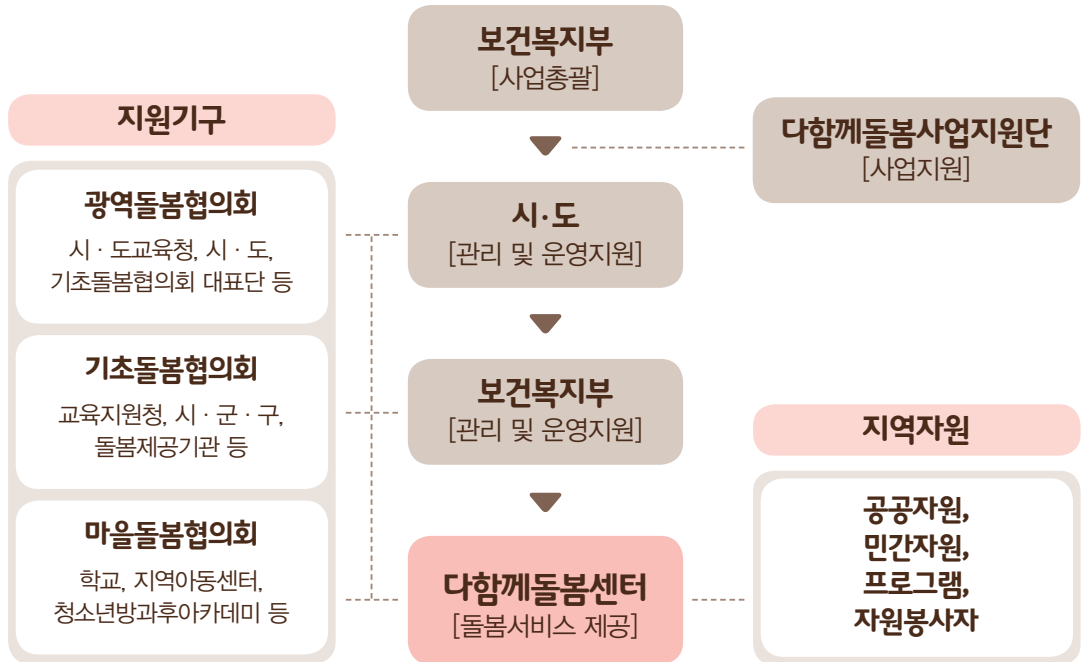 보건복지부
[사업총괄]
지원기구
다함께돌봄사업지원단
[사업지원]
광역돌봄협의회
시 · 도교육청, 시 · 도,
기초돌봄협의회 대표단 등
시·도
[관리 및 운영지원]
기초돌봄협의회
교육지원청, 시 · 군 · 구,
돌봄제공기관 등
보건복지부
[관리 및 운영지원]
지역자원
공공자원,
민간자원,
프로그램,
자원봉사자
마을돌봄협의회
학교, 지역아동센터,
청소년방과후아카데미 등
다함께돌봄센터
[돌봄서비스 제공]